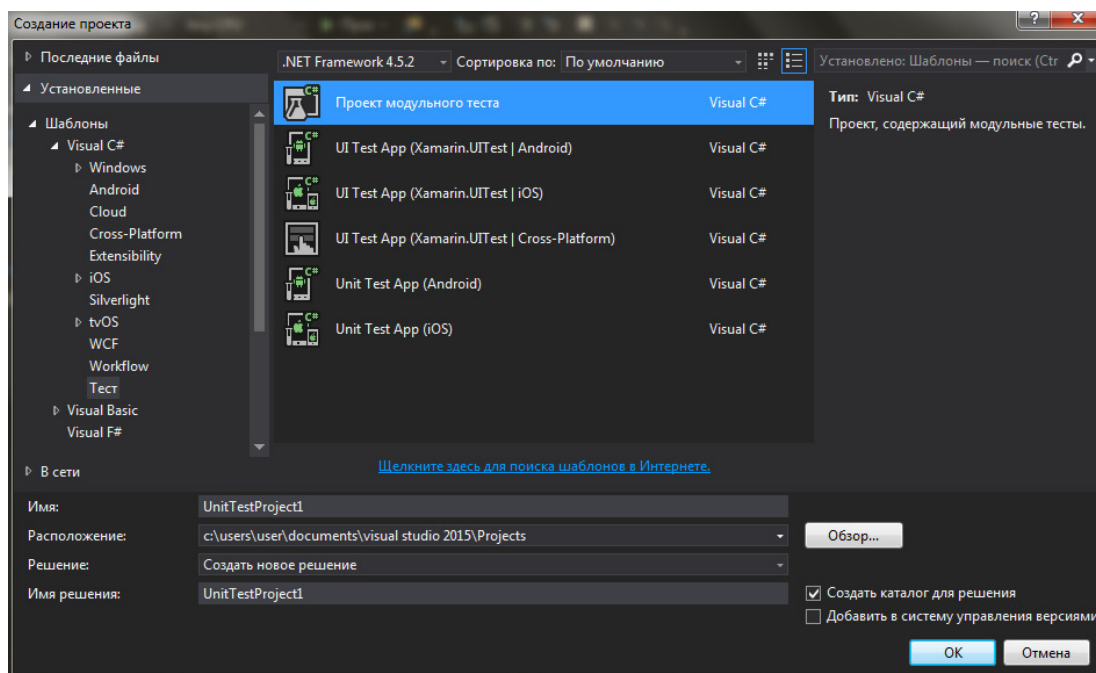 Создание проекта
Последние файлы
.NET Framework 4.5.2 Сортировка по: По умолчанию
Установлено: Шаблоны — поиск (Ctr
Установленные
Шаблоны
Visual C#
Windows
Android
Cloud
Cross-Platform
Extensibility
iOS
Silverlight
tvOS
WCF
Workflow
Тест
Visual Basic
Visual F#
В сети
Проект модульного теста Visual C#
UI Test App (Xamarin.UITest | Android) Visual C#
UI Test App (Xamarin.UITest | iOS) Visual C#
UI Test App (Xamarin.UITest | Cross-Platform) Visual C#
Unit Test App (Android) Visual C#
Unit Test App (iOS) Visual C#
Щелкните здесь для поиска шаблонов в Интернете.
Тип: Visual C#
Проект, содержащий модульные тесты.
Имя: UnitTestProject1
Расположение: c:\users\user\documents\visual studio 2015\Projects
Обзор...
Решение: Создать новое решение
Имя решения: UnitTestProject1
Создать каталог для решения
Добавить в систему управления версиями
OK Отмена